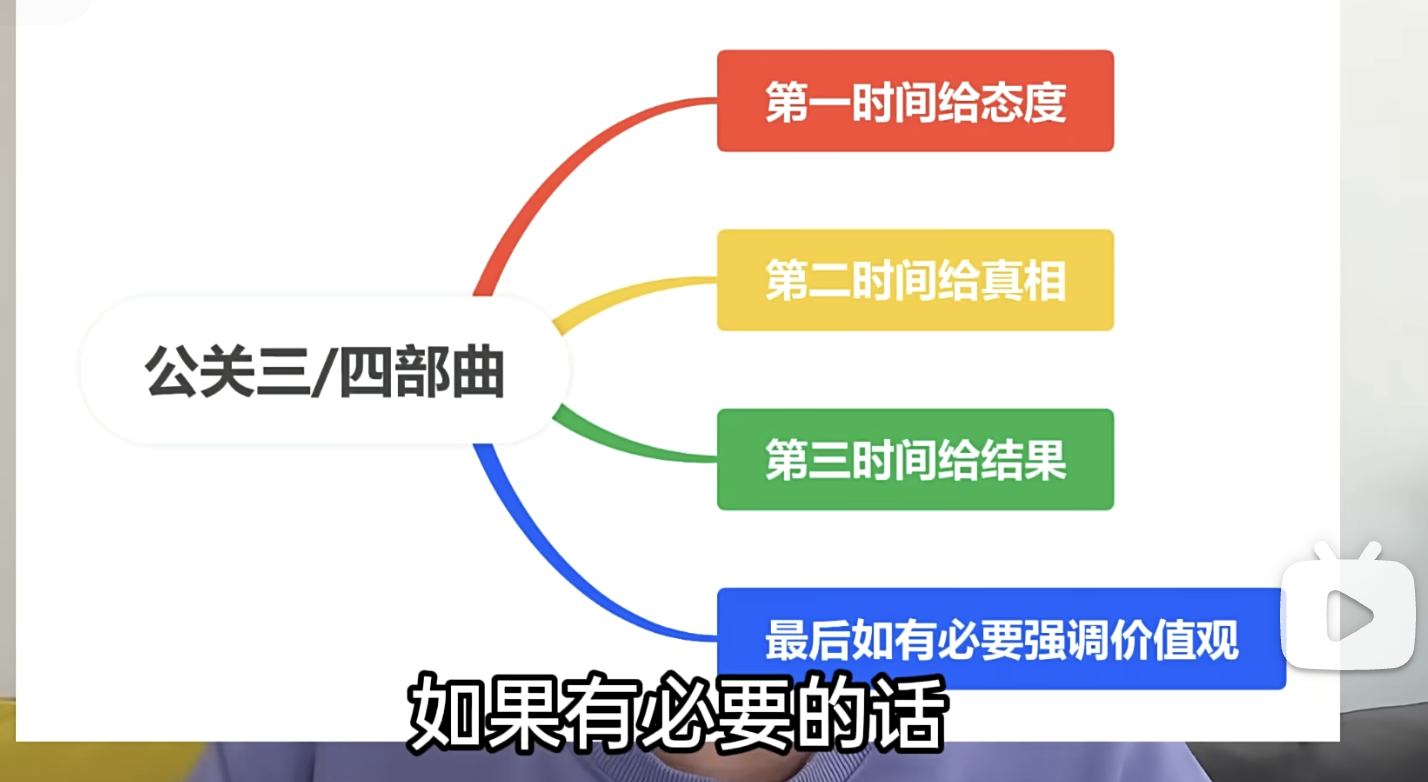 第一时间给态度
第二时间给真相
公关三/四部曲
第三时间给结果
最后如有必要强调价值观
如果有必要的话